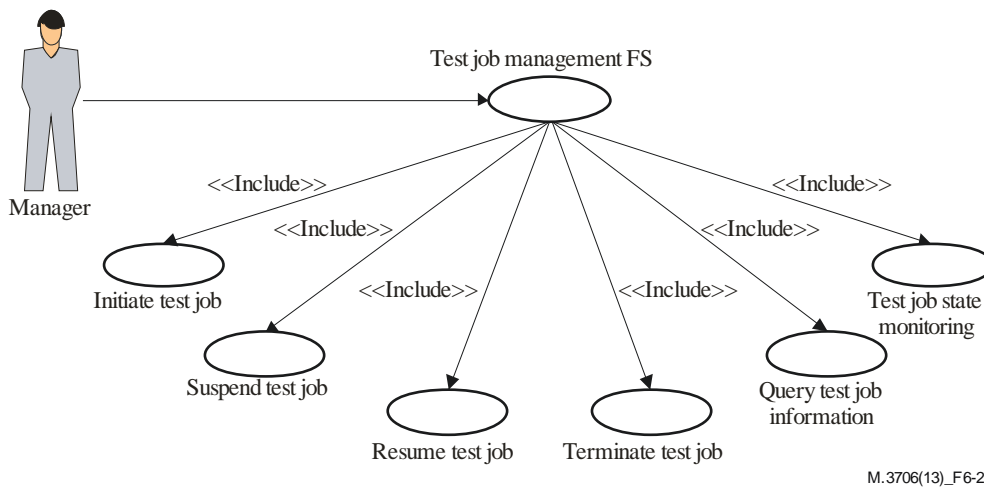 Test job management FS
Manager
<<Include>>
<<Include>>
<<Include>>
<<Include>>
<<Include>>
<<Include>>
Initiate test job
Suspend test job
Resume test job
Terminate test job
Query test job
information
Test job state
monitoring
M.3706(13)_F6-2